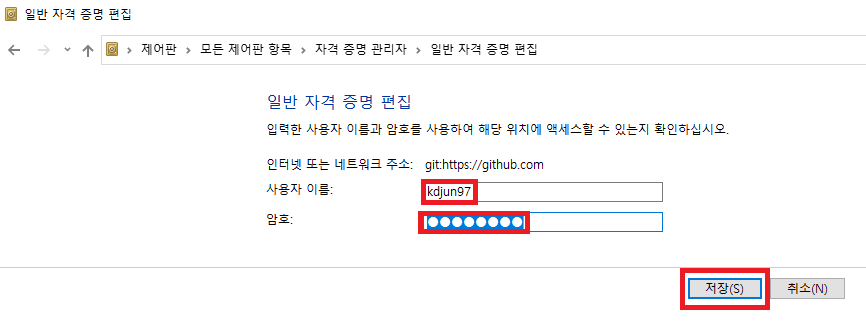 일반 자격 증명 편집
제어판 > 모든 제어판 항목 > 자격 증명 관리자 > 일반 자격 증명 편집
일반 자격 증명 편집
입력한 사용자 이름과 암호를 사용하여 해당 위치에 액세스할 수 있는지 확인하십시오.
인터넷 또는 네트워크 주소: git:https://github.com
사용자 이름: kdjun97
암호: ●●●●●●●●
저장(S) 취소(N)